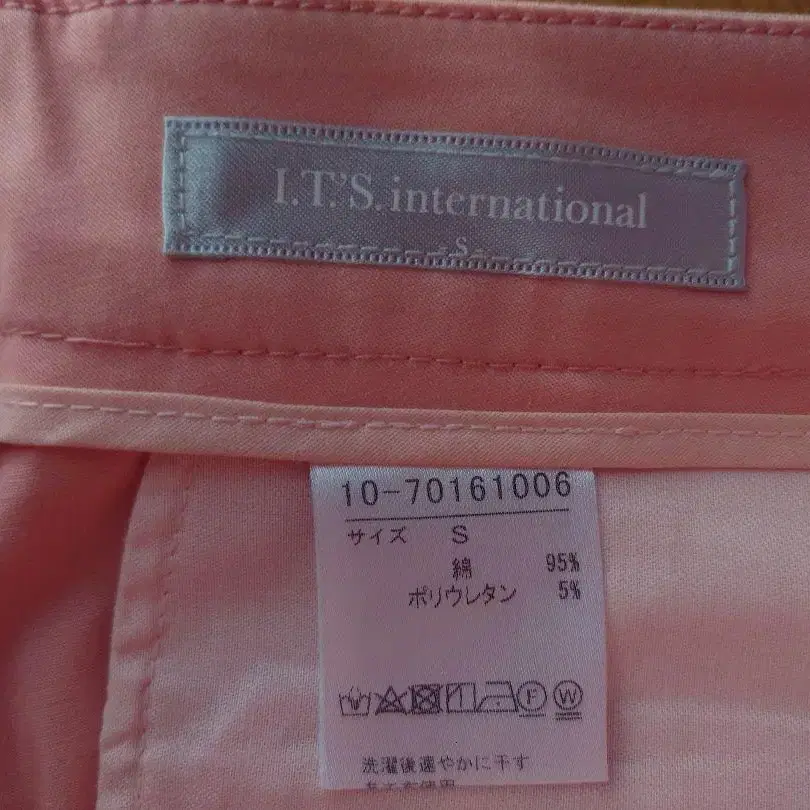 I.T.'S.international
S
10-70161006
サイズ S
綿 95%
ポリウレタン 5%
F W
洗濯後速やかに干す